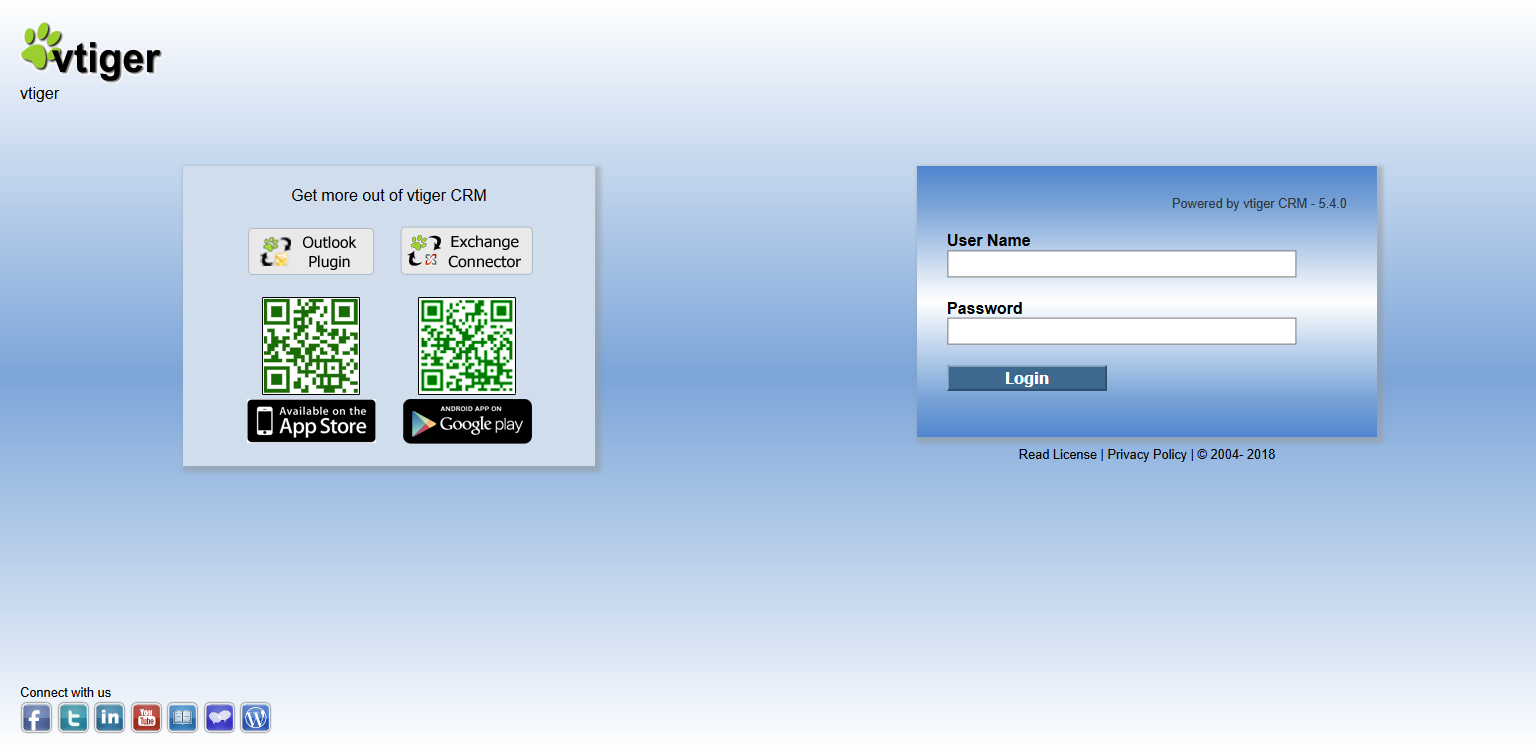 vtiger
vtiger
Get more out of vtiger CRM
Outlook
Plugin
Exchange
Connector
Available on the
App Store
ANDROID APP ON
Google play
Powered by vtiger CRM - 5.4.0
User Name
Password
Login
Read License | Privacy Policy | © 2004- 2018
Connect with us
f
t
in
You
Tube
W